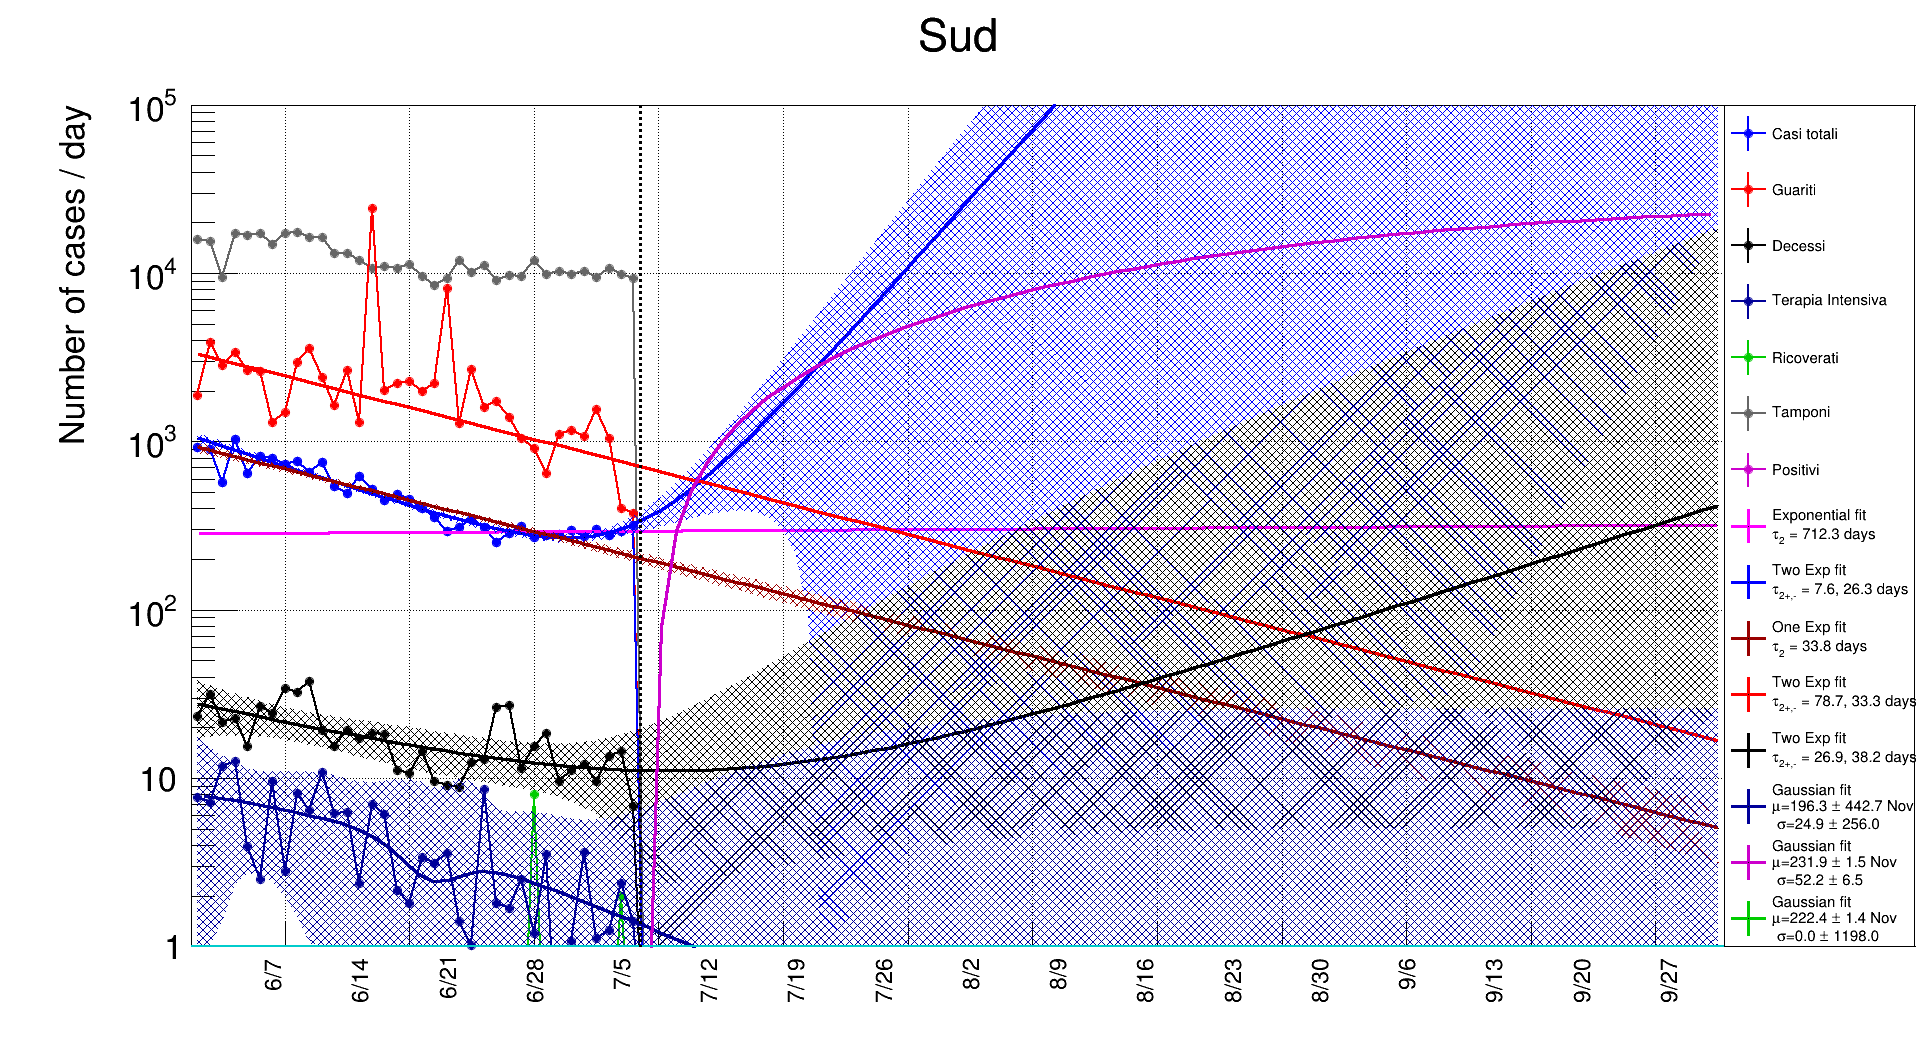 Sud
Number of cases / day
10^5
10^4
10^3
10^2
10
1
6/7
6/14
6/21
6/28
7/5
7/12
7/19
7/26
8/2
8/9
8/16
8/23
8/30
9/6
9/13
9/20
9/27
Casi totali
Guariti
Decessi
Terapia Intensiva
Ricoverati
Tamponi
Positivi
Exponential fit
τ2 = 712.3 days
Two Exp fit
τ2+,- = 7.6, 26.3 days
One Exp fit
τ2 = 33.8 days
Two Exp fit
τ2+,- = 78.7, 33.3 days
Two Exp fit
τ2+,- = 26.9, 38.2 days
Gaussian fit
μ=196.3 ± 442.7 Nov
σ=24.9 ± 256.0
Gaussian fit
μ=231.9 ± 1.5 Nov
σ=52.2 ± 6.5
Gaussian fit
μ=222.4 ± 1.4 Nov
σ=0.0 ± 1198.0